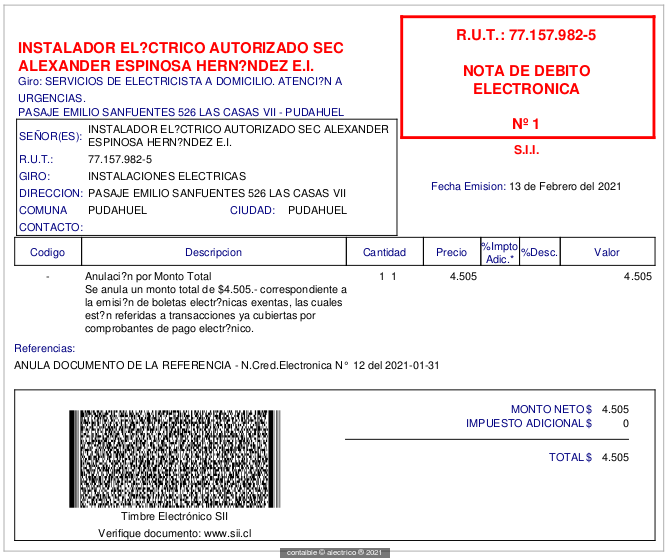 INSTALADOR EL?CTRICO AUTORIZADO SEC
ALEXANDER ESPINOSA HERN?NDEZ E.I.
Giro: SERVICIOS DE ELECTRICISTA A DOMICILIO. ATENCI?N A
URGENCIAS.
PASAJE EMILIO SANFUENTES 526 LAS CASAS VII - PUDAHUEL
R.U.T.: 77.157.982-5
NOTA DE DEBITO
ELECTRONICA
Nº 1
S.I.I.
Fecha Emision: 13 de Febrero del 2021
SEÑOR(ES): INSTALADOR EL?CTRICO AUTORIZADO SEC ALEXANDER
ESPINOSA HERN?NDEZ E.I.
R.U.T.: 77.157.982-5
GIRO: INSTALACIONES ELECTRICAS
DIRECCION: PASAJE EMILIO SANFUENTES 526 LAS CASAS VII
COMUNA PUDAHUEL CIUDAD: PUDAHUEL
CONTACTO:
Codigo Descripcion Cantidad Precio %Impto Adic.* %Desc. Valor
- Anulaci?n por Monto Total 1 1 4.505 4.505
Se anula un monto total de $4.505.- correspondiente a
la emisi?n de boletas electr?nicas exentas, las cuales
est?n referidas a transacciones ya cubiertas por
comprobantes de pago electr?nico.
Referencias:
ANULA DOCUMENTO DE LA REFERENCIA - N.Cred.Electronica N° 12 del 2021-01-31
MONTO NETO $ 4.505
IMPUESTO ADICIONAL $ 0
TOTAL $ 4.505
Timbre Electrónico SII
Verifique documento: www.sii.cl
contaible © alectrico ® 2021